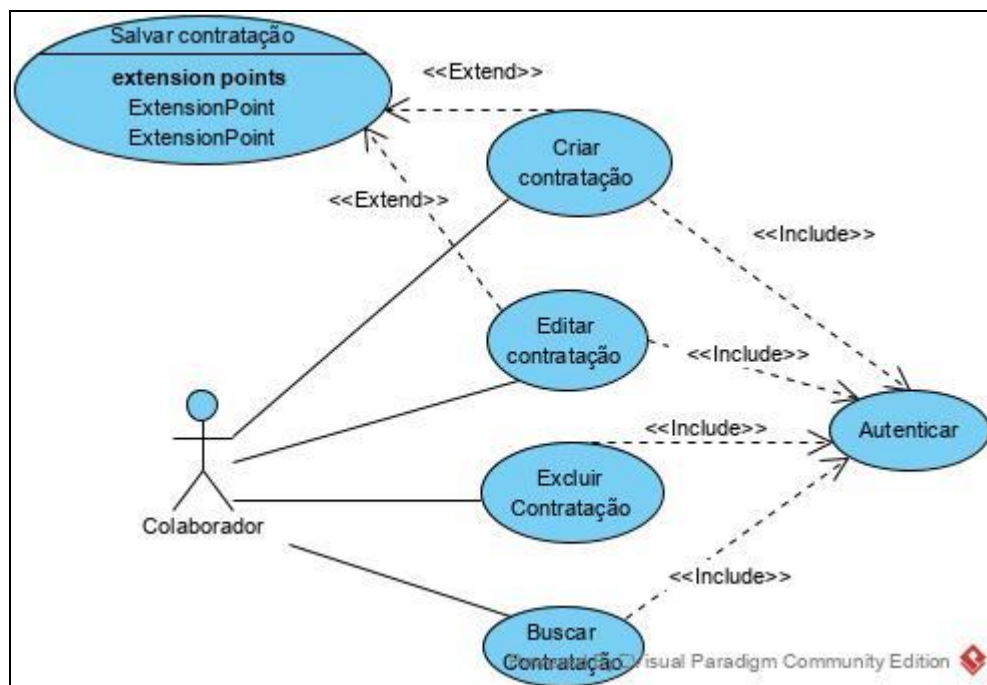 Salvar contratação
extension points
ExtensionPoint
ExtensionPoint
<<Extend>>
Criar
contratação
<<Extend>>
<<Include>>
Editar
contratação
<<Include>>
Autenticar
<<Include>>
Excluir
Contratação
Colaborador
<<Include>>
Buscar
Contratação
Visual Paradigm Community Edition